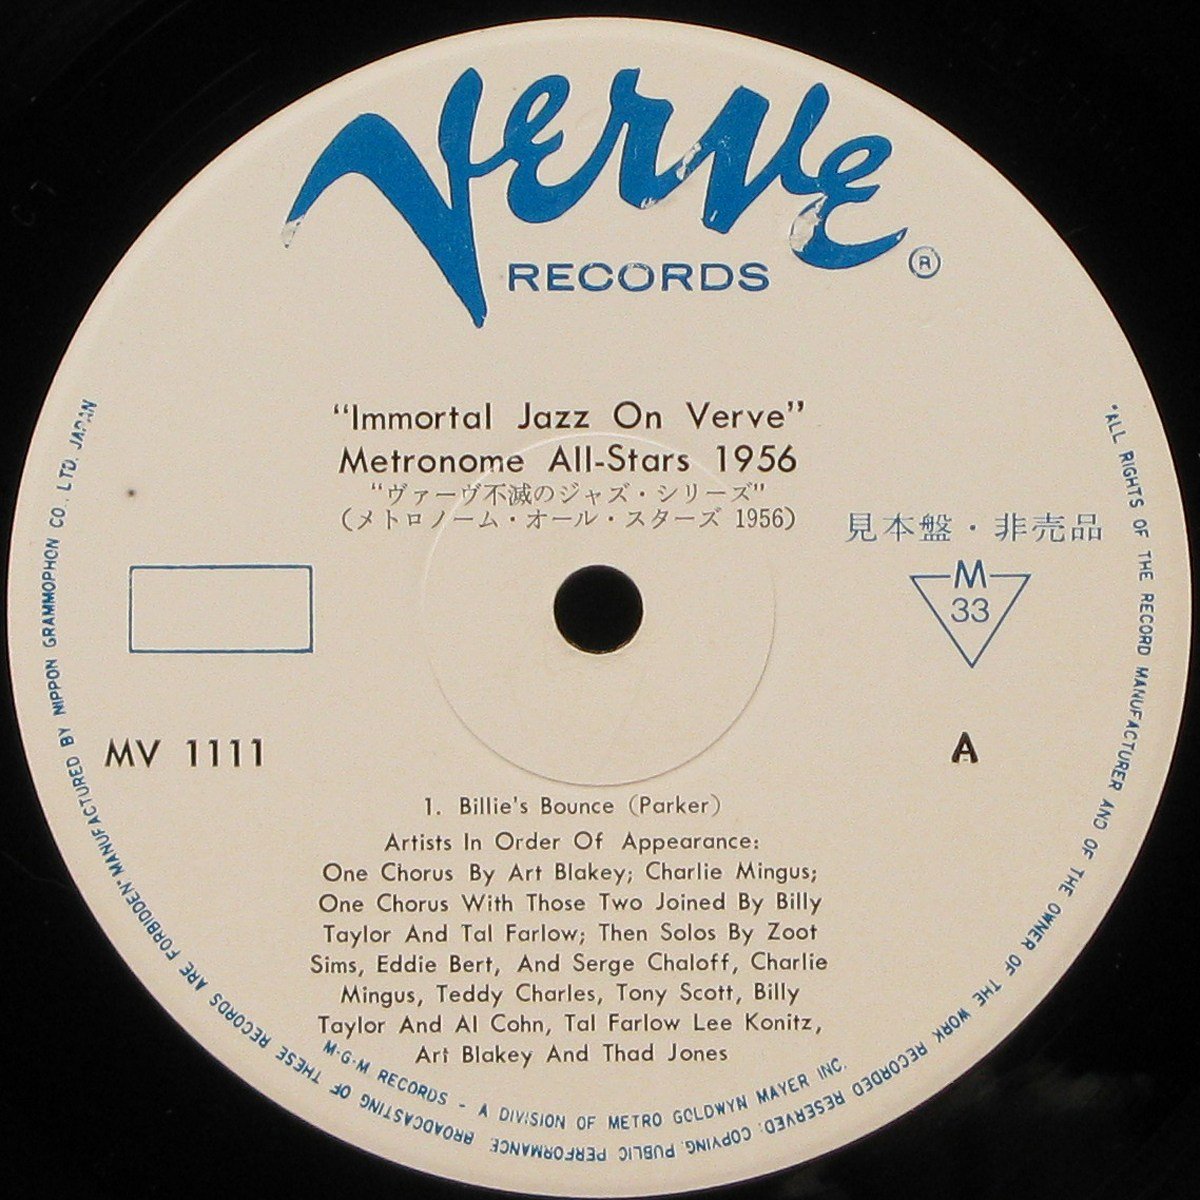 Verve
RECORDS ®
"Immortal Jazz On Verve"
Metronome All-Stars 1956
"ヴァーヴ不滅のジャズ・シリーズ"
(メトロノーム・オール・スターズ 1956)
見本盤・非売品
M
33
MV 1111
A
1. Billie's Bounce (Parker)
Artists In Order Of Appearance:
One Chorus By Art Blakey; Charlie Mingus;
One Chorus With Those Two Joined By Billy
Taylor And Tal Farlow; Then Solos By Zoot
Sims, Eddie Bert, And Serge Chaloff, Charlie
Mingus, Teddy Charles, Tony Scott, Billy
Taylor And Al Cohn, Tal Farlow Lee Konitz,
Art Blakey And Thad Jones
M·G·M RECORDS - A DIVISION OF METRO GOLDWYN MAYER INC.
"ALL RIGHTS OF THE RECORD MANUFACTURER AND OF THE OWNER OF THE WORK RECORDED RESERVED. COPYING. PUBLIC PERFORMANCE BROADCASTING OF THESE RECORDS ARE FORBIDDEN" MANUFACTURED BY NIPPON GRAMMOPHON CO., LTD. JAPAN